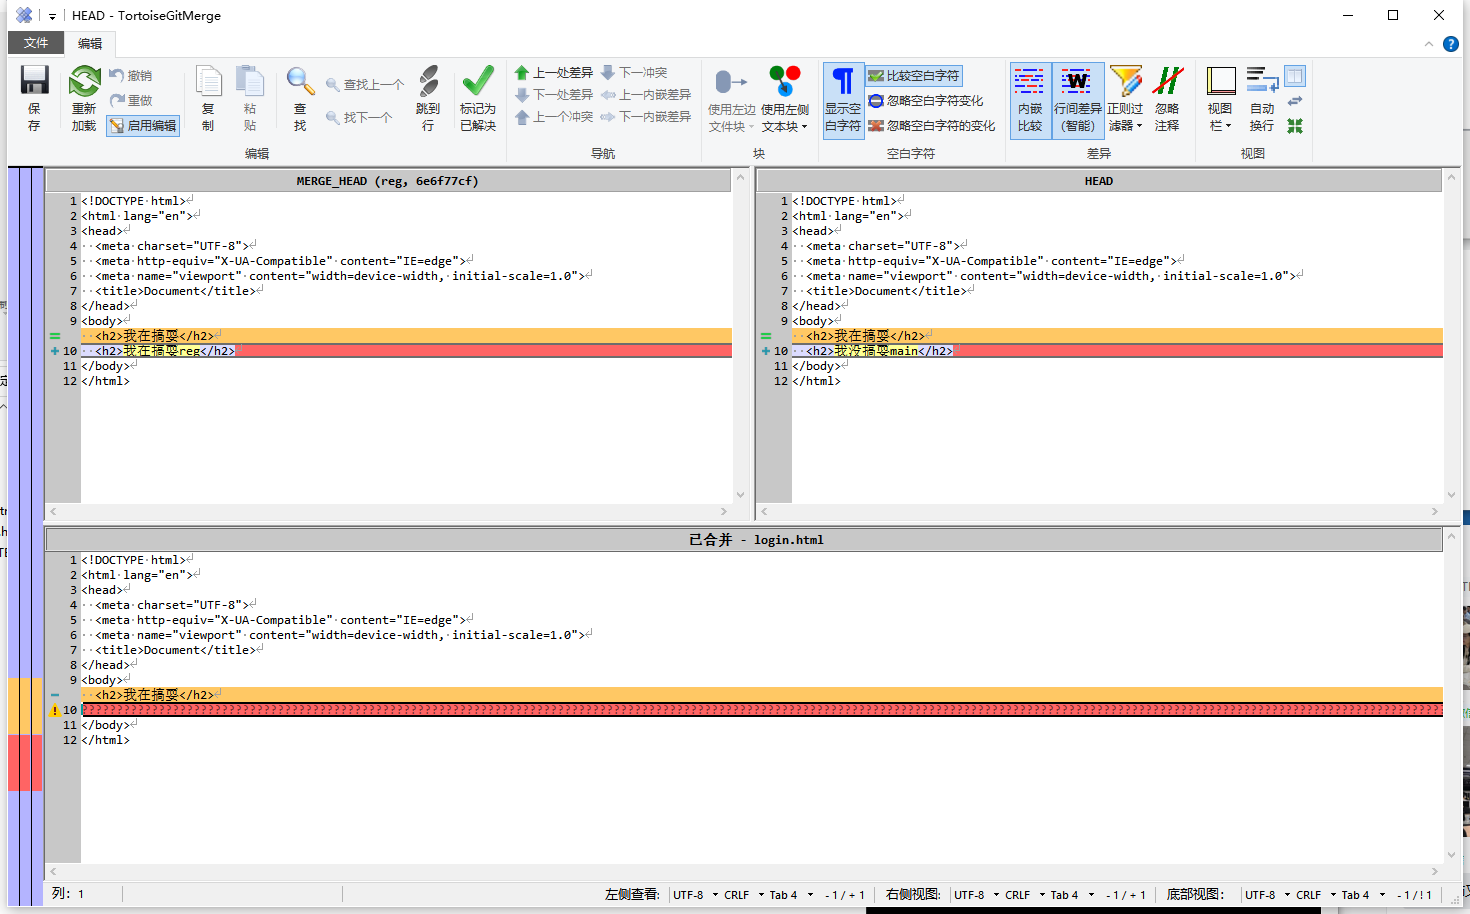 HEAD - TortoiseGitMerge
文件
编辑
保存
重新加载
撤销
重做
启用编辑
复制
粘贴
查找
查找上一个
找下一个
跳到行
标记为已解决
编辑
上一处差异
下一处差异
上一个冲突
下一冲突
上一内嵌差异
下一内嵌差异
导航
使用左边文件块
使用左侧文本块
块
显示空白字符
比较空白字符
忽略空白字符变化
忽略空白字符的变化
空白字符
内嵌比较
行间差异(智能)
正则过滤器
忽略注释
差异
视图栏
自动换行
视图
MERGE_HEAD (reg, 6e6f77cf)
1 <!DOCTYPE·html>
2 <html·lang="en">
3 <head>
4 ··<meta·charset="UTF-8">
5 ··<meta·http-equiv="X-UA-Compatible"·content="IE=edge">
6 ··<meta·name="viewport"·content="width=device-width,·initial-scale=1.0">
7 ··<title>Document</title>
8 </head>
9 <body>
··<h2>我在搞耍</h2>
10 ··<h2>我在搞耍reg</h2>
11 </body>
12 </html>
HEAD
1 <!DOCTYPE·html>
2 <html·lang="en">
3 <head>
4 ··<meta·charset="UTF-8">
5 ··<meta·http-equiv="X-UA-Compatible"·content="IE=edge">
6 ··<meta·name="viewport"·content="width=device-width,·initial-scale=1.0">
7 ··<title>Document</title>
8 </head>
9 <body>
··<h2>我在搞耍</h2>
10 ··<h2>我没搞耍main</h2>
11 </body>
12 </html>
已合并 - login.html
1 <!DOCTYPE·html>
2 <html·lang="en">
3 <head>
4 ··<meta·charset="UTF-8">
5 ··<meta·http-equiv="X-UA-Compatible"·content="IE=edge">
6 ··<meta·name="viewport"·content="width=device-width,·initial-scale=1.0">
7 ··<title>Document</title>
8 </head>
9 <body>
··<h2>我在搞耍</h2>
10
11 </body>
12 </html>
列: 1
左侧查看: UTF-8 CRLF Tab 4 - 1 / + 1
右侧视图: UTF-8 CRLF Tab 4 - 1 / + 1
底部视图: UTF-8 CRLF Tab 4 - 1 / ! 1